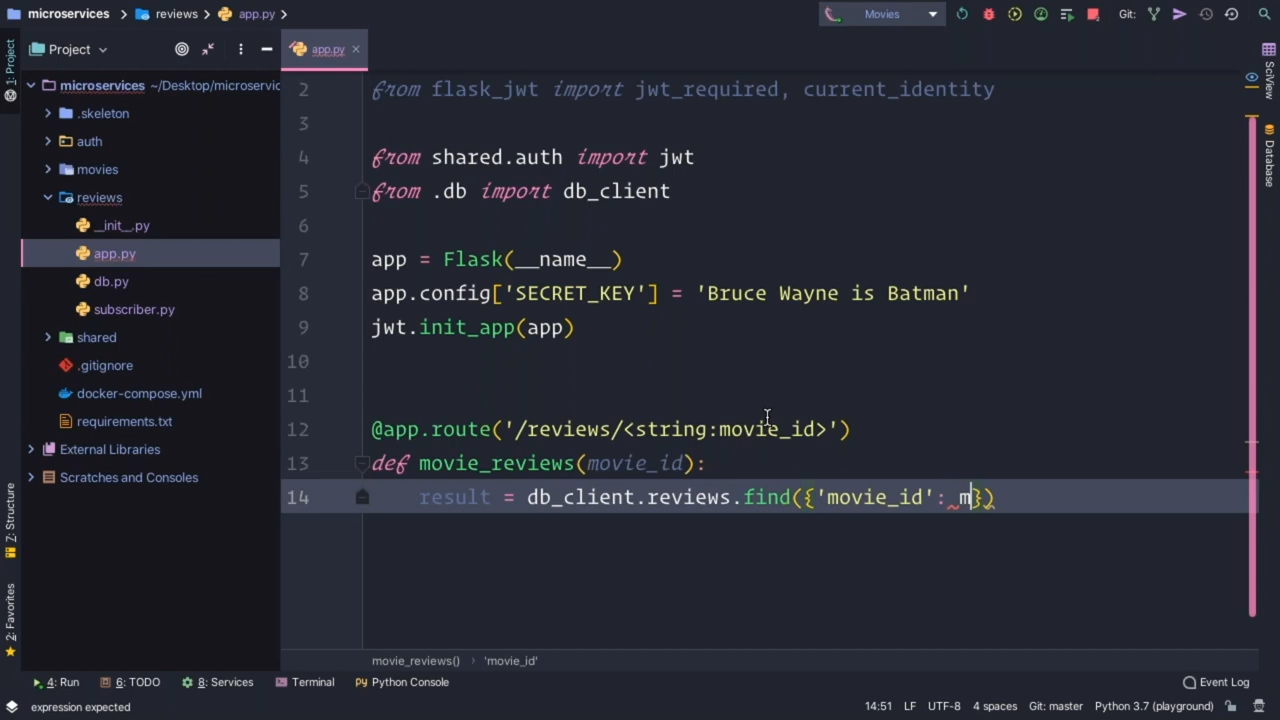 microservices reviews app.py Movies Git:
Project app.py
1: Project
microservices ~/Desktop/microservic
.skeleton
auth
movies
reviews
__init__.py
app.py
db.py
subscriber.py
shared
.gitignore
docker-compose.yml
requirements.txt
External Libraries
Scratches and Consoles
Z: Structure
2: Favorites
2 from flask_jwt import jwt_required, current_identity
3
4 from shared.auth import jwt
5 from .db import db_client
6
7 app = Flask(__name__)
8 app.config['SECRET_KEY'] = 'Bruce Wayne is Batman'
9 jwt.init_app(app)
10
11
12 @app.route('/reviews/<string:movie_id>')
13 def movie_reviews(movie_id):
14 result = db_client.reviews.find({'movie_id': m})
SciView
Database
movie_reviews() 'movie_id'
4: Run 6: TODO 8: Services Terminal Python Console Event Log
expression expected 14:51 LF UTF-8 4 spaces Git: master Python 3.7 (playground)